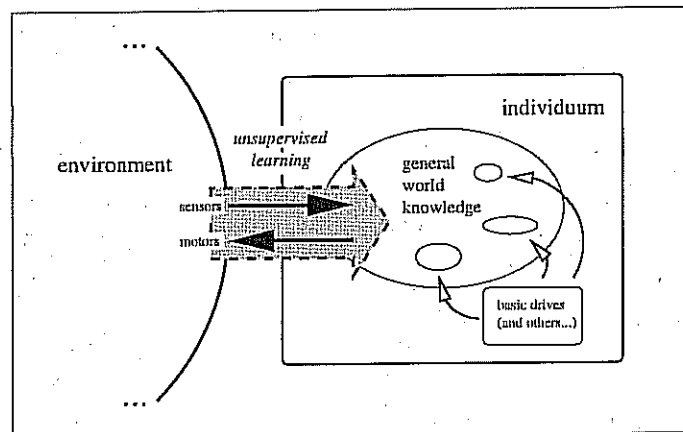 ...
individuum
unsupervised
learning
environment
general
world
knowledge
sensors
motors
basic drives
(and others...)
...